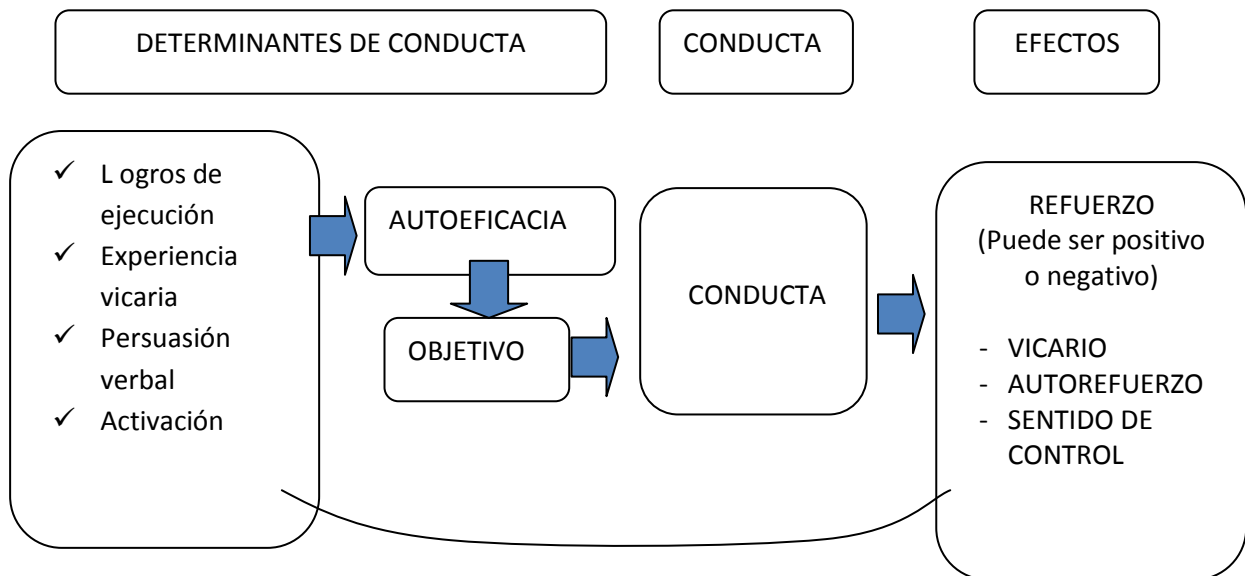 DETERMINANTES DE CONDUCTA
CONDUCTA
EFECTOS
✓ L ogros de
ejecución
✓ Experiencia
vicaria
✓ Persuasión
verbal
✓ Activación
AUTOEFICACIA
OBJETIVO
CONDUCTA
REFUERZO
(Puede ser positivo
o negativo)
- VICARIO
- AUTOREFUERZO
- SENTIDO DE
CONTROL